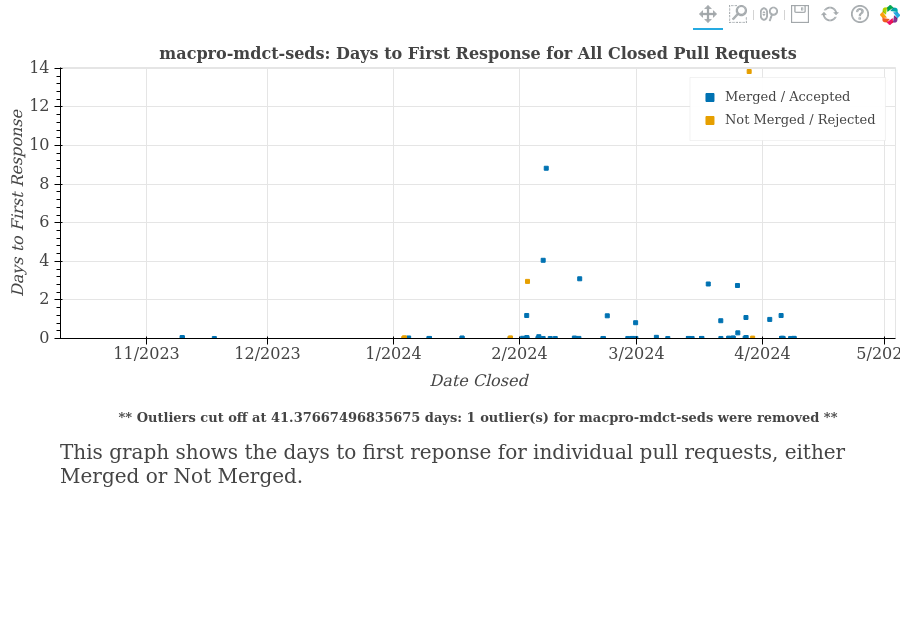 macpro-mdct-seds: Days to First Response for All Closed Pull Requests
14
12
10
8
6
4
2
0
Days to First Response
Merged / Accepted
Not Merged / Rejected
11/2023 12/2023 1/2024 2/2024 3/2024 4/2024 5/202
Date Closed
** Outliers cut off at 41.37667496835675 days: 1 outlier(s) for macpro-mdct-seds were removed **
This graph shows the days to first reponse for individual pull requests, either
Merged or Not Merged.